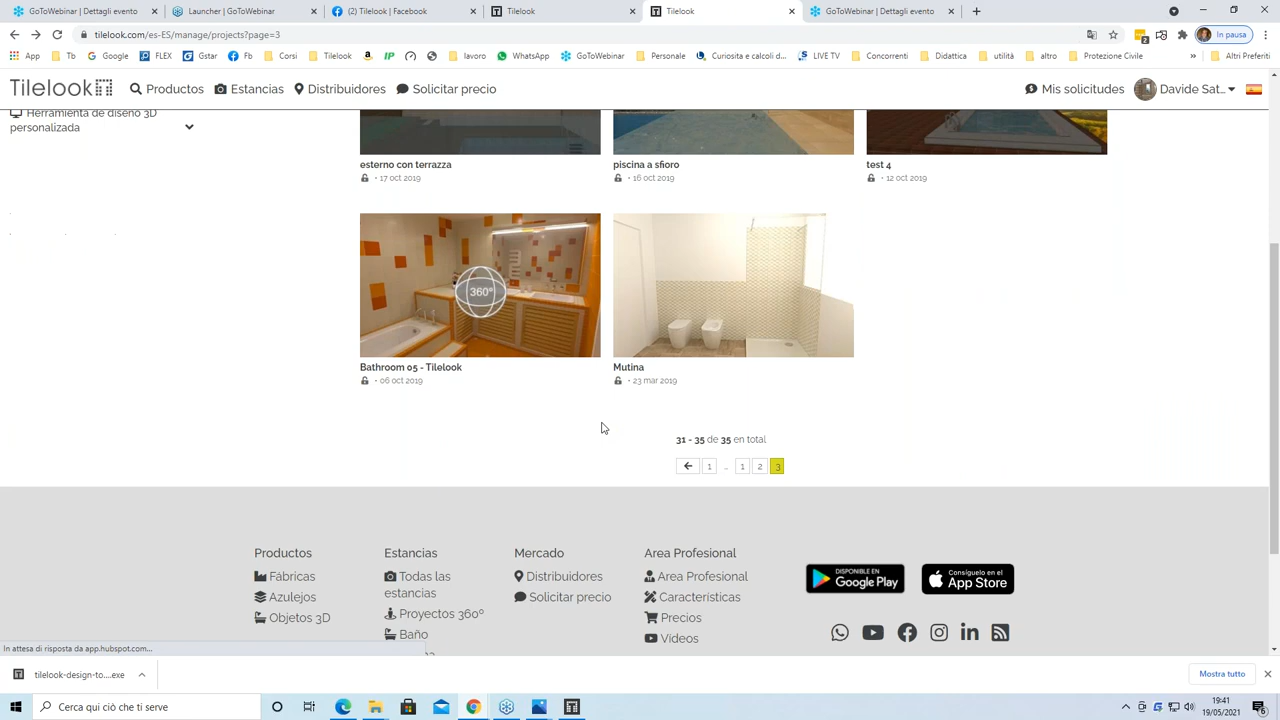 GoToWebinar | Dettagli evento
Launcher | GoToWebinar
(2) Tilelook | Facebook
Tilelook
Tilelook
GoToWebinar | Dettagli evento
tilelook.com/es-ES/manage/projects?page=3
2
In pausa
App
Tb
Google
FLEX
Gstar
Fb
Corsi
Tilelook
IP
lavoro
WhatsApp
GoToWebinar
Personale
Curiosita e calcoli d...
LIVE TV
Concorrenti
Didattica
utilità
altro
Protezione Civile
»
Altri Preferiti
Tilelook
Productos
Estancias
Distribuidores
Solicitar precio
Mis solicitudes
Davide Sat...
Herramienta de diseño 3D
personalizada
esterno con terrazza
• 17 oct 2019
piscina a sfioro
• 16 oct 2019
test 4
• 12 oct 2019
360°
Bathroom 05 - Tilelook
• 06 oct 2019
Mutina
• 23 mar 2019
31 - 35 de 35 en total
1 … 1 2 3
Productos
Fábricas
Azulejos
Objetos 3D
Estancias
Todas las
estancias
Proyectos 360º
Baño
Mercado
Distribuidores
Solicitar precio
Area Profesional
Area Profesional
Características
Precios
Vídeos
DISPONIBLE EN
Google Play
Consíguelo en el
App Store
In attesa di risposta da app.hubspot.com...
tilelook-design-to....exe
Mostra tutto
Cerca qui ciò che ti serve
19:41
19/05/2021